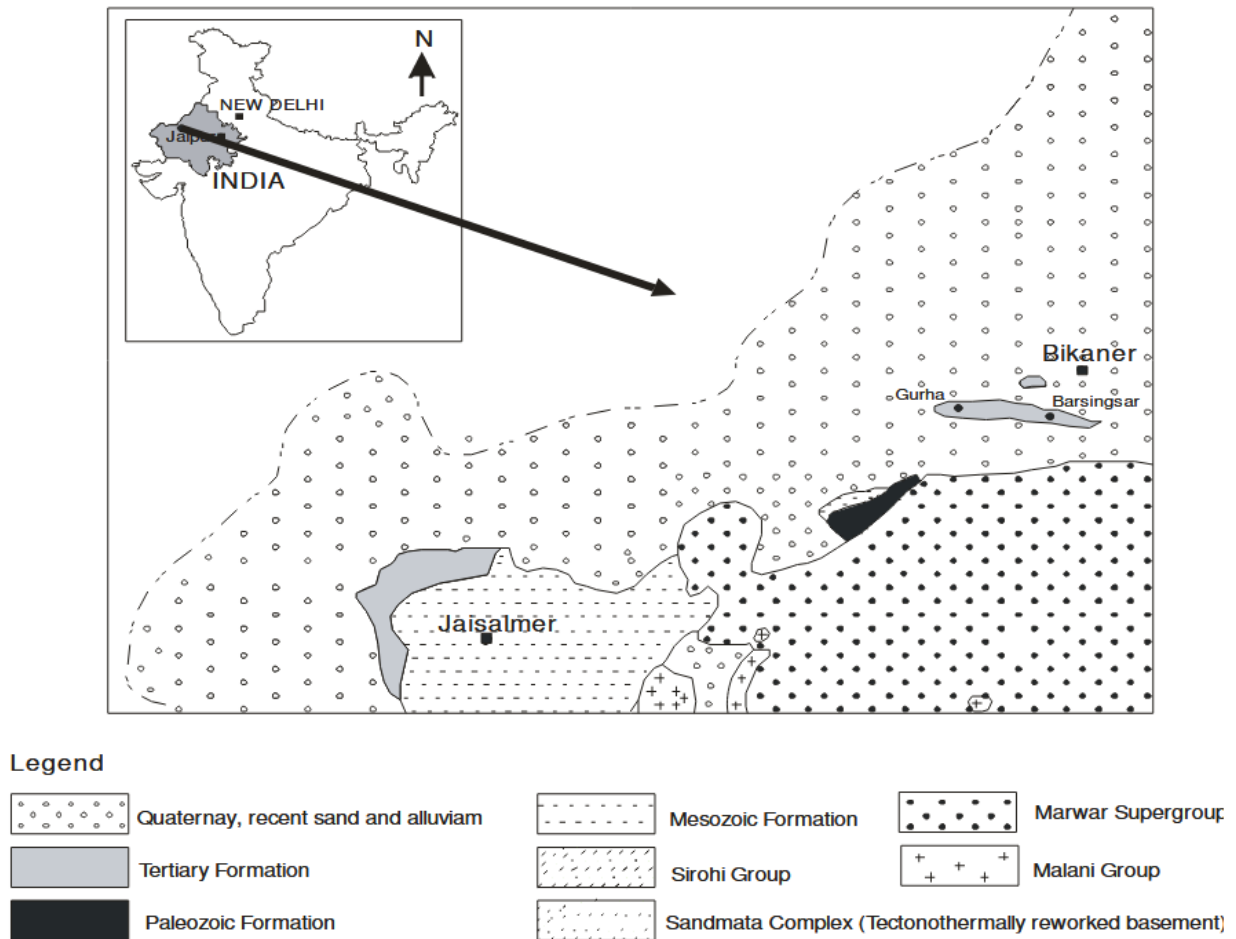 N
NEW DELHI
Jaipur
INDIA
Bikaner
Gurha
Barsingsar
Jaisalmer
Legend
Quaternay, recent sand and alluviam
Mesozoic Formation
Marwar Supergroup
Tertiary Formation
Sirohi Group
Malani Group
Paleozoic Formation
Sandmata Complex (Tectonothermally reworked basement)